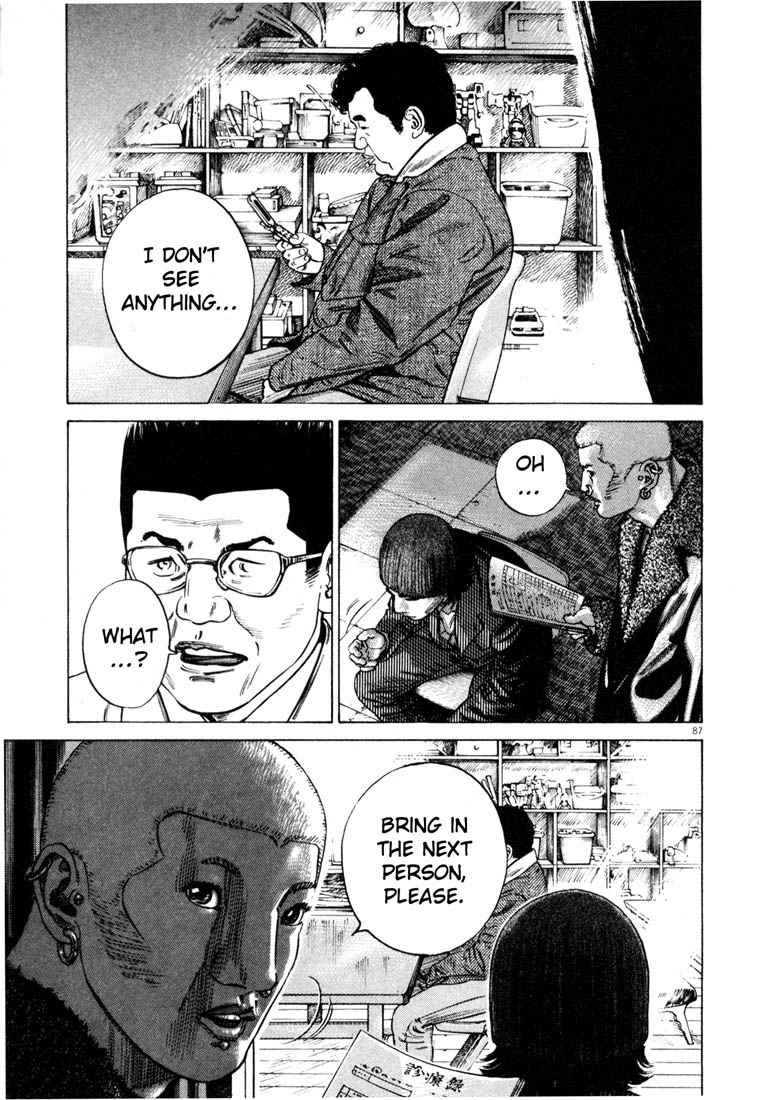 I DON'T
SEE
ANYTHING...
OH
...
WHAT
...?
87
BRING IN
THE NEXT
PERSON,
PLEASE.
診療録